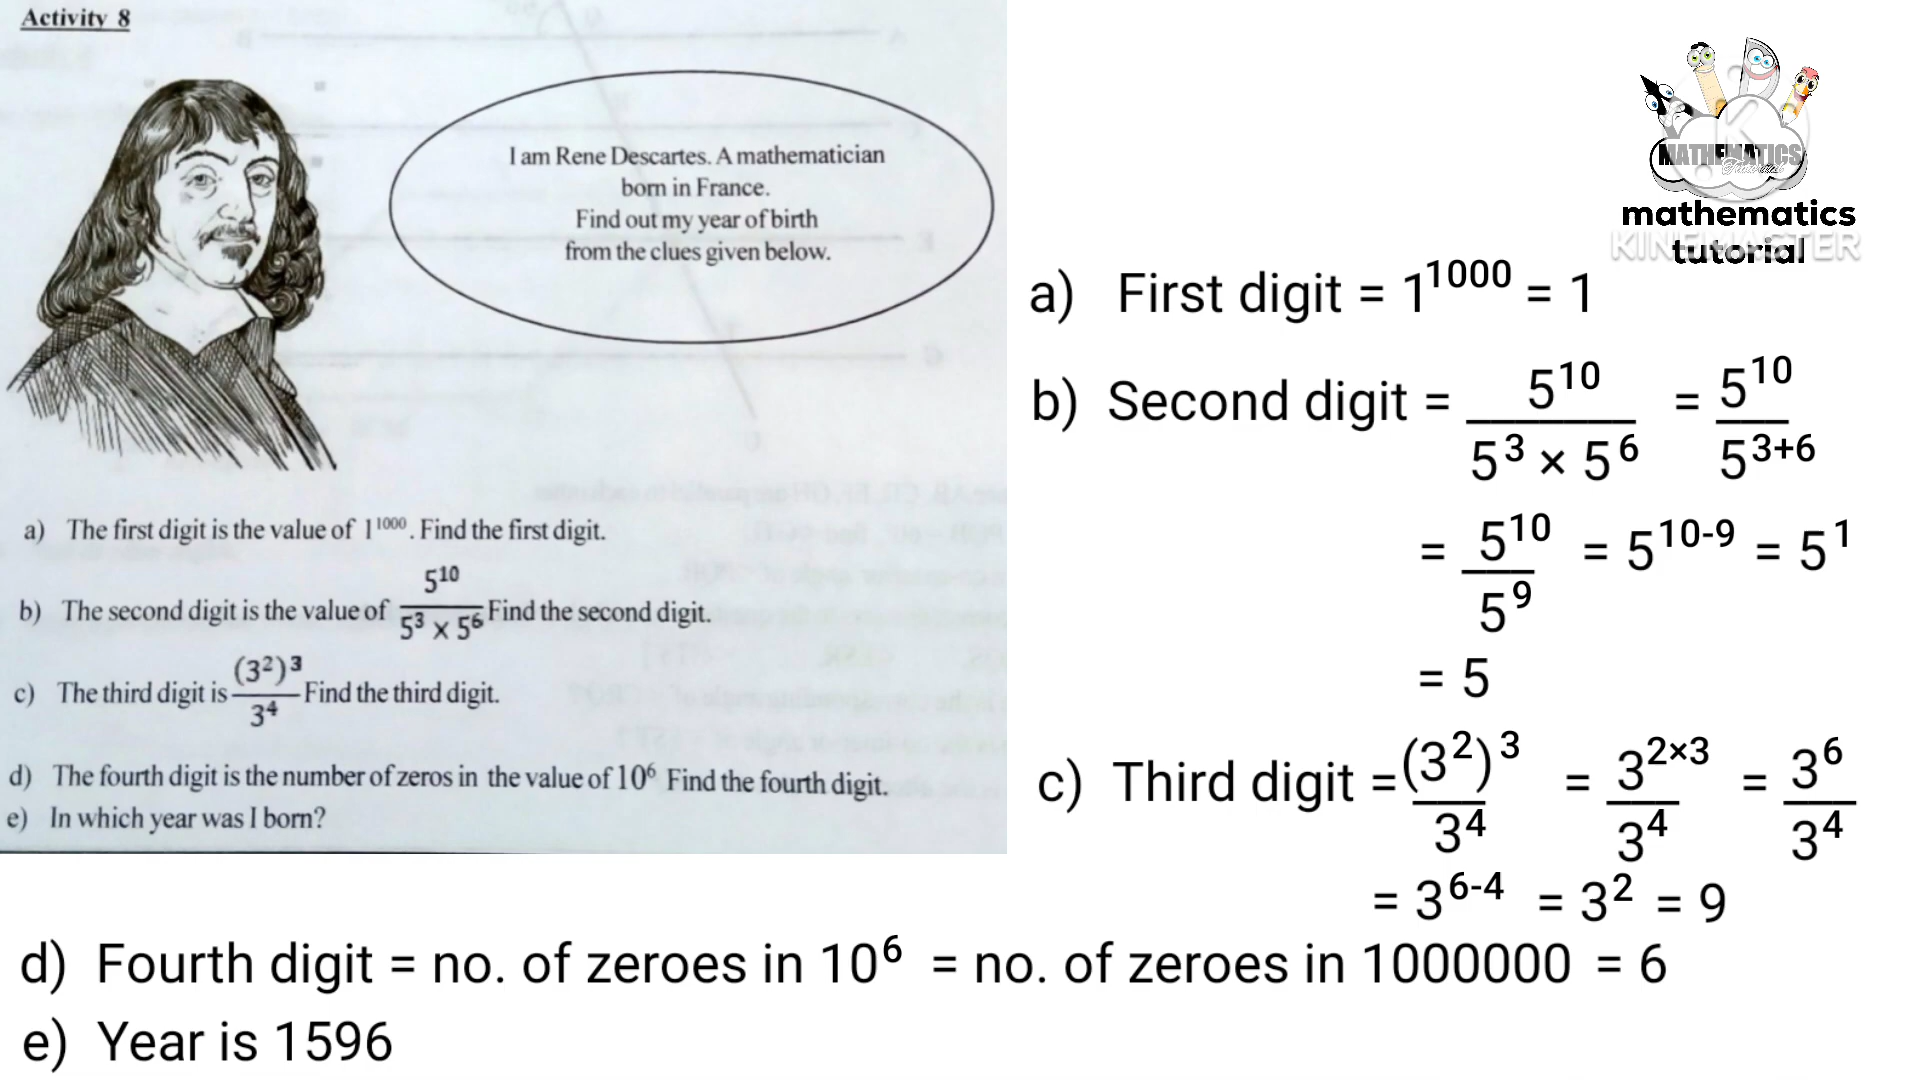 Activity 8
I am Rene Descartes. A mathematician
born in France.
Find out my year of birth
from the clues given below.
a) The first digit is the value of 1¹⁰⁰⁰. Find the first digit.
b) The second digit is the value of 5¹⁰ / 5³ × 5⁶ Find the second digit.
c) The third digit is (3²)³ / 3⁴ Find the third digit.
d) The fourth digit is the number of zeros in the value of 10⁶ Find the fourth digit.
e) In which year was I born?
MATHEMATICS
Tutorial
mathematics
tutorial
KINEMASTER
a) First digit = 1¹⁰⁰⁰ = 1
b) Second digit = 5¹⁰ / 5³ × 5⁶ = 5¹⁰ / 5³⁺⁶
= 5¹⁰ / 5⁹ = 5¹⁰⁻⁹ = 5¹
= 5
c) Third digit = (3²)³ / 3⁴ = 3²ˣ³ / 3⁴ = 3⁶ / 3⁴
= 3⁶⁻⁴ = 3² = 9
d) Fourth digit = no. of zeroes in 10⁶ = no. of zeroes in 1000000 = 6
e) Year is 1596